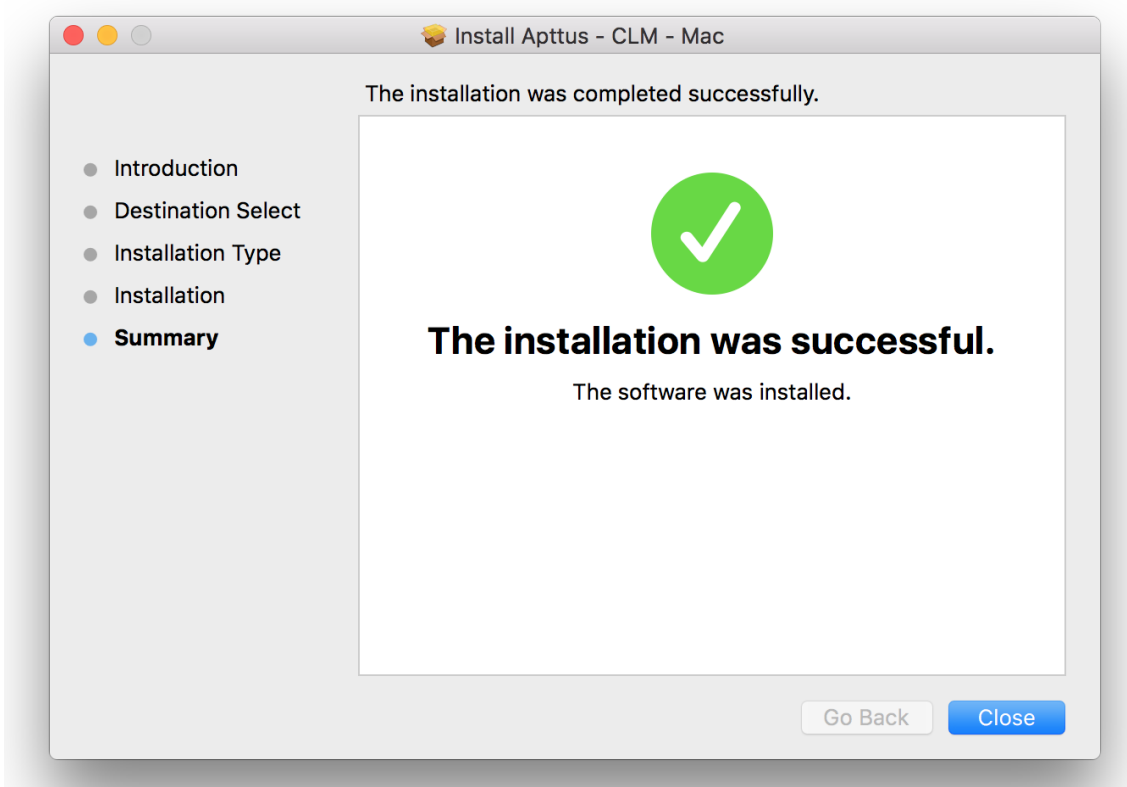 Install Apttus - CLM - Mac
The installation was completed successfully.
Introduction
Destination Select
Installation Type
Installation
Summary
The installation was successful.
The software was installed.
Go Back
Close